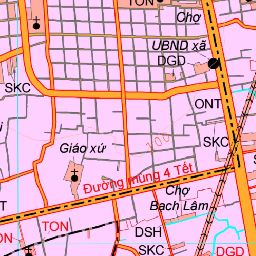 TON
Chợ
UBND xã
DGD
SKC
ONT
100
SKC
Giáo xứ
Đường mùng 4 Tết
Chợ
Bạch Lâm
TON
DSH
SKC
DGD